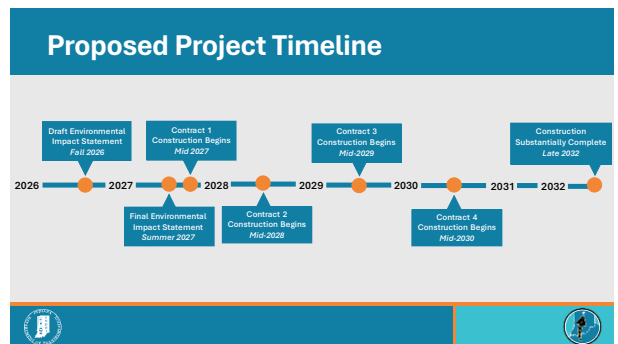 Proposed Project Timeline
Draft Environmental
Impact Statement
Fall 2026
Contract 1
Construction Begins
Mid 2027
Contract 3
Construction Begins
Mid-2029
Construction
Substantially Complete
Late 2032
2026 2027 2028 2029 2030 2031 2032
Final Environmental
Impact Statement
Summer 2027
Contract 2
Construction Begins
Mid-2028
Contract 4
Construction Begins
Mid-2030